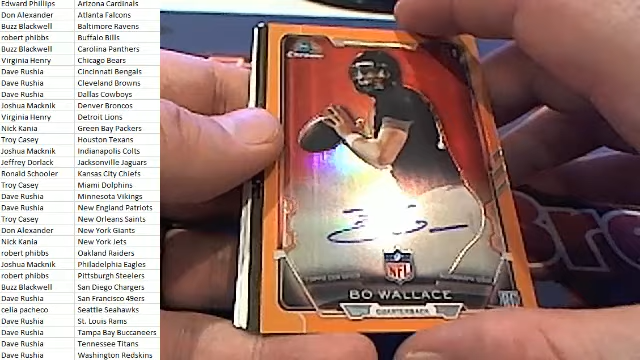 Edward Phillips Arizona Cardinals
Don Alexander Atlanta Falcons
Buzz Blackwell Baltimore Ravens
robert phibbs Buffalo Bills
Buzz Blackwell Carolina Panthers
Virginia Henry Chicago Bears
Dave Rushia Cincinnati Bengals
Dave Rushia Cleveland Browns
Dave Rushia Dallas Cowboys
Joshua Macknik Denver Broncos
Virginia Henry Detroit Lions
Nick Kania Green Bay Packers
Troy Casey Houston Texans
Joshua Macknik Indianapolis Colts
Jeffrey Dorlack Jacksonville Jaguars
Ronald Schooler Kansas City Chiefs
Troy Casey Miami Dolphins
Dave Rushia Minnesota Vikings
Dave Rushia New England Patriots
Troy Casey New Orleans Saints
Don Alexander New York Giants
Nick Kania New York Jets
robert phibbs Oakland Raiders
Joshua Macknik Philadelphia Eagles
robert phibbs Pittsburgh Steelers
Buzz Blackwell San Diego Chargers
Dave Rushia San Francisco 49ers
celia pacheco Seattle Seahawks
Dave Rushia St. Louis Rams
Dave Rushia Tampa Bay Buccaneers
Dave Rushia Tennessee Titans
Dave Rushia Washington Redskins
Chrome
NFL
BO WALLACE
QUARTERBACK